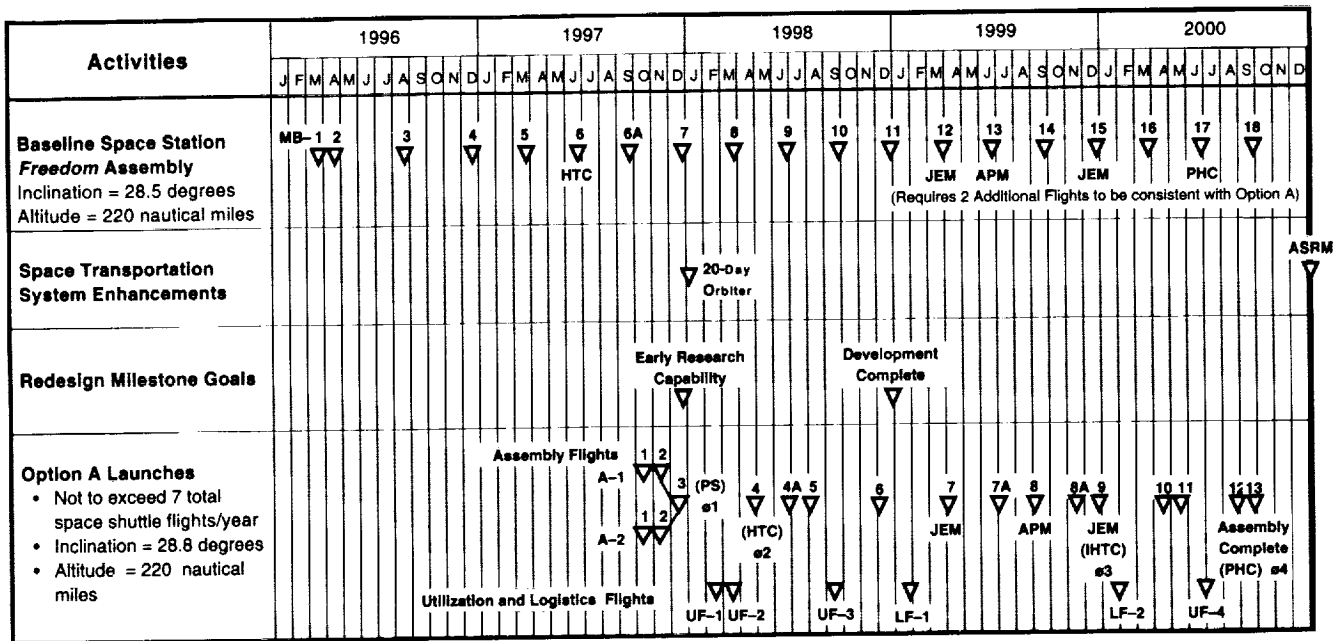 Activities
1996 1997 1998 1999 2000
J F M A M J J A S O N D J F M A M J J A S O N D J F M A M J J A S O N D J F M A M J J A S O N D J F M A M J J A S O N D
Baseline Space Station
Freedom Assembly
Inclination = 28.5 degrees
Altitude = 220 nautical miles
MB– 1 2 3 4 5 6 6A 7 8 9 10 11 12 13 14 15 16 17 18
HTC JEM APM JEM PHC
(Requires 2 Additional Flights to be consistent with Option A)
Space Transportation
System Enhancements
20-Day
Orbiter
ASRM
Redesign Milestone Goals
Early Research
Capability
Development
Complete
Option A Launches
• Not to exceed 7 total
space shuttle flights/year
• Inclination = 28.8 degrees
• Altitude = 220 nautical
miles
Assembly Flights 1 2
A–1
3 (PS) 4 4A 5 6 7 7A 8 8A 9 10 11 12 13
ø1
1 2
A–2
(HTC)
ø2
JEM APM JEM
(IHTC)
ø3
Assembly
Complete
(PHC) ø4
Utilization and Logistics Flights
UF–1 UF–2 UF–3 LF–1 LF–2 UF–4